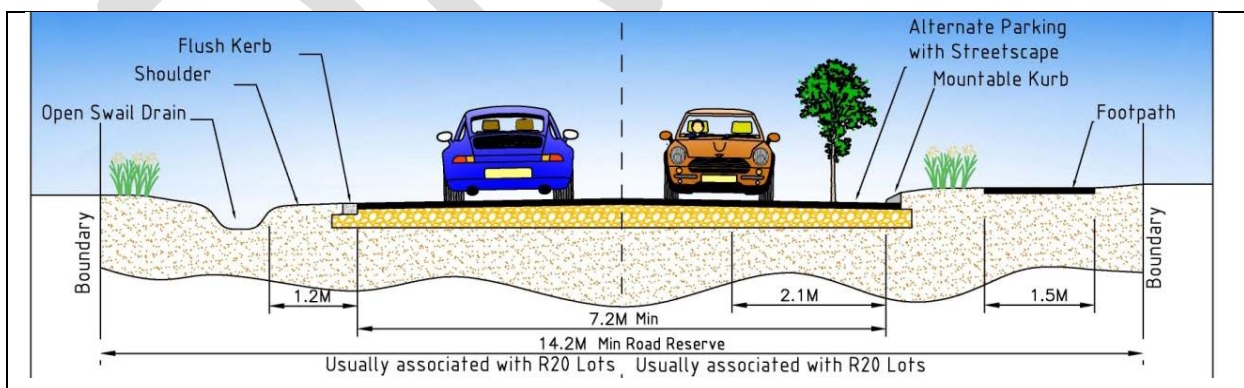 Flush Kerb
Shoulder
Open Swail Drain
Alternate Parking
with Streetscape
Mountable Kurb
Footpath
Boundary
Boundary
1.2M
2.1M
1.5M
7.2M Min
14.2M Min Road Reserve
Usually associated with R20 Lots
Usually associated with R20 Lots